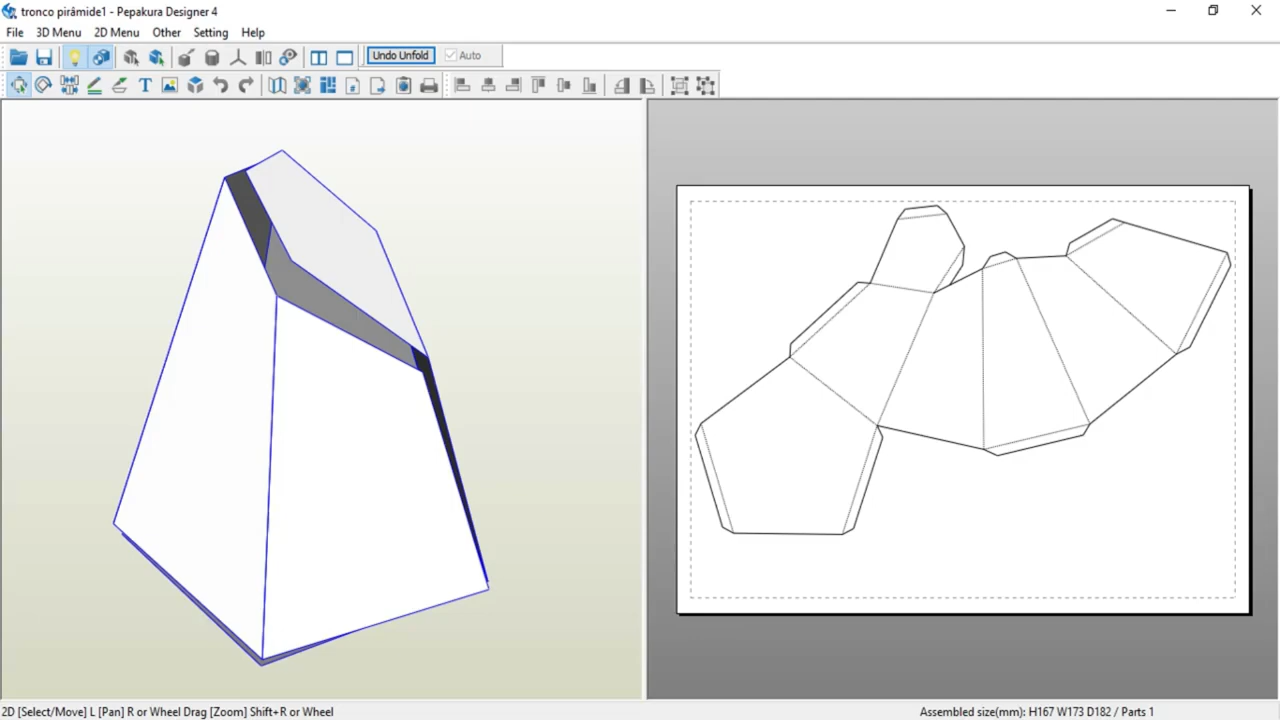 tronco pirâmide1 - Pepakura Designer 4
File 3D Menu 2D Menu Other Setting Help
Undo Unfold Auto
T
2D [Select/Move] L [Pan] R or Wheel Drag [Zoom] Shift+R or Wheel
Assembled size(mm): H167 W173 D182 / Parts 1